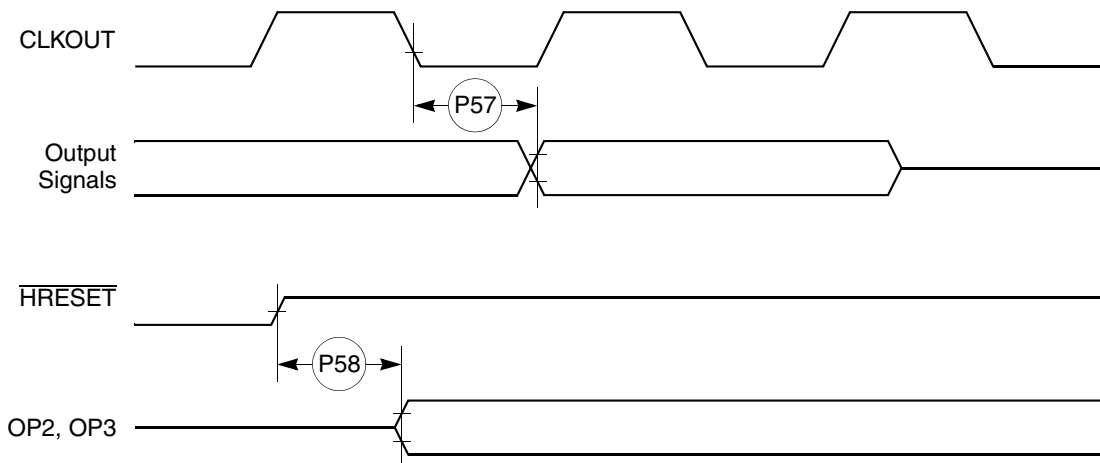 CLKOUT
P57
Output
Signals
HRESET
P58
OP2, OP3